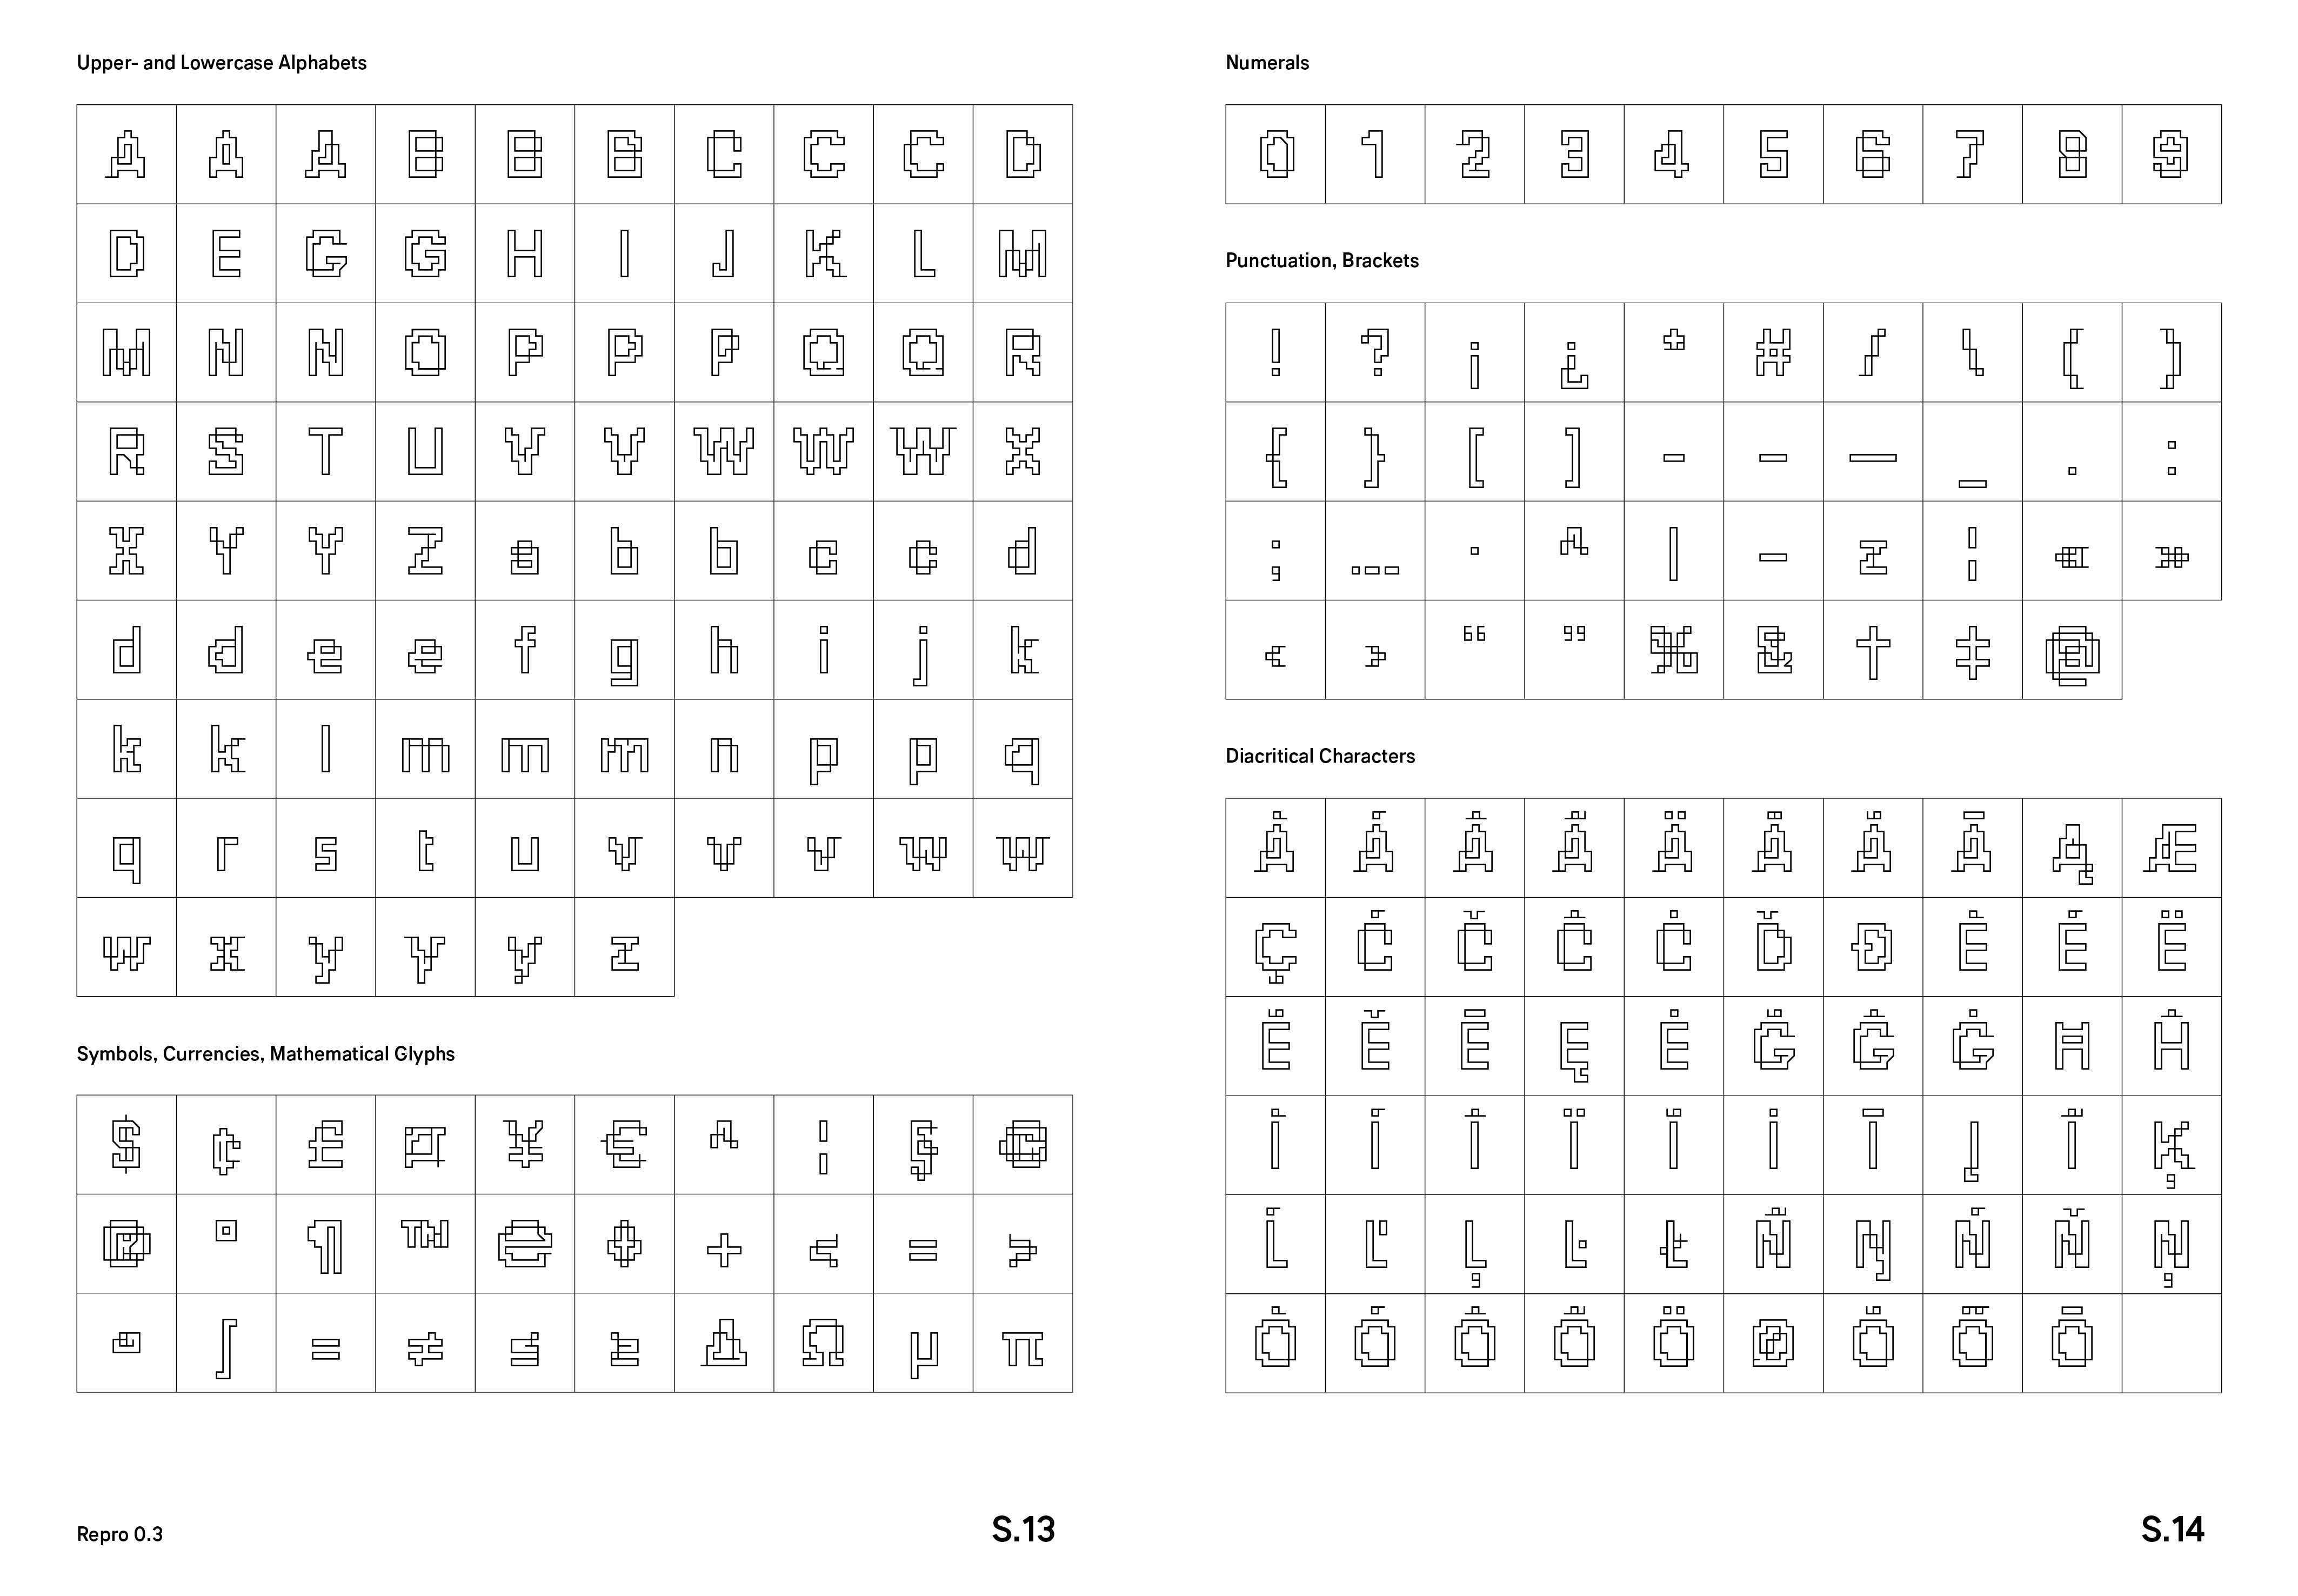 Upper- and Lowercase Alphabets
A A A B B B C C C D
D E G G H I J K L M
M N N O P P P Q Q R
R S T U V V W W W X
X Y Y Z a b b c c d
d d e e f g h i j k
k k l m m m n p p q
q r s t u v v v w w
w x y y y z
Symbols, Currencies, Mathematical Glyphs
$ ¢ £ ¤ ¥ € ^ ¦ § ©
® ° ¶ ™ + < = >
∫ = ≠ ≤ ≥ Δ Ω µ π
Repro 0.3
S.13
Numerals
0 1 2 3 4 5 6 7 8 9
Punctuation, Brackets
! ? ¡ ¿ * # / \ ( )
{ } [ ] - – — _ . :
; … · ^ | - ¦ « »
‹ › “ ” % & † ‡ @
Diacritical Characters
À Á Â Ã Ä Å Ă Ā Ą Æ
Ç Ć Č Ĉ Ċ Ď Đ È É Ë
Ĕ Ě Ē Ę Ė Ğ Ĝ Ġ Ħ Ĥ
Ì Í Î Ï Ĭ İ Ī Į Ĩ Ķ
Ĺ Ľ Ļ Ŀ Ł Ñ Ŋ Ń Ň Ņ
Ò Ó Ô Õ Ö Ø Ŏ Ő Ō
S.14